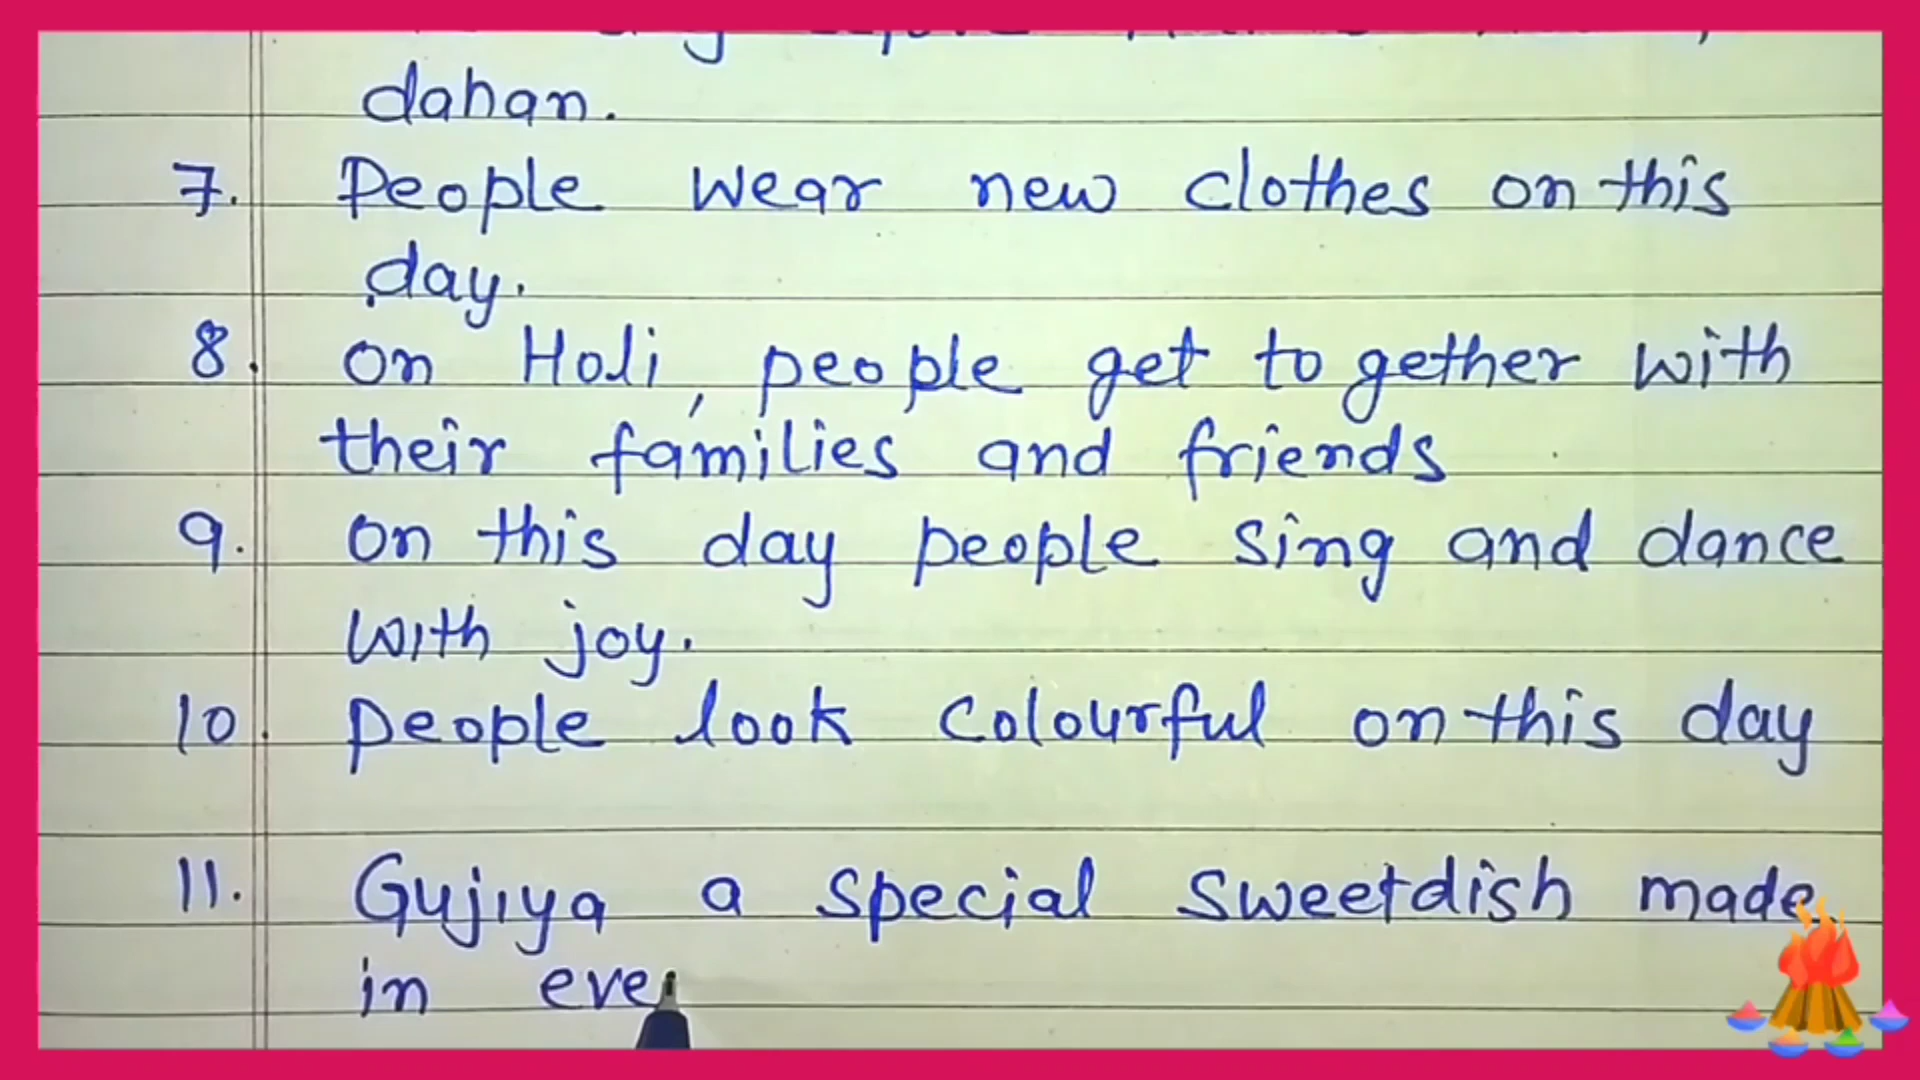 dahan.
7. People wear new clothes on this
day.
8. on Holi, people get together with
their families and friends
9. on this day people sing and dance
with joy.
10. people look colourful on this day
11. Gujiya a special sweetdish made
in eve